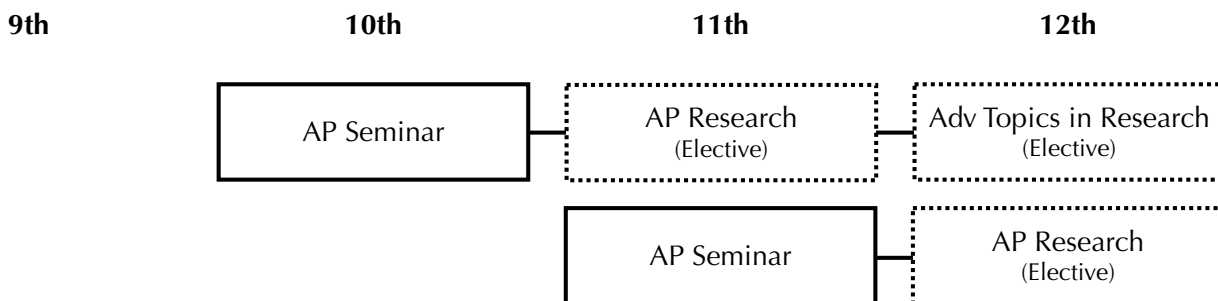 9th 10th 11th 12th
AP Seminar AP Research Adv Topics in Research
(Elective) (Elective)
AP Seminar AP Research
(Elective)